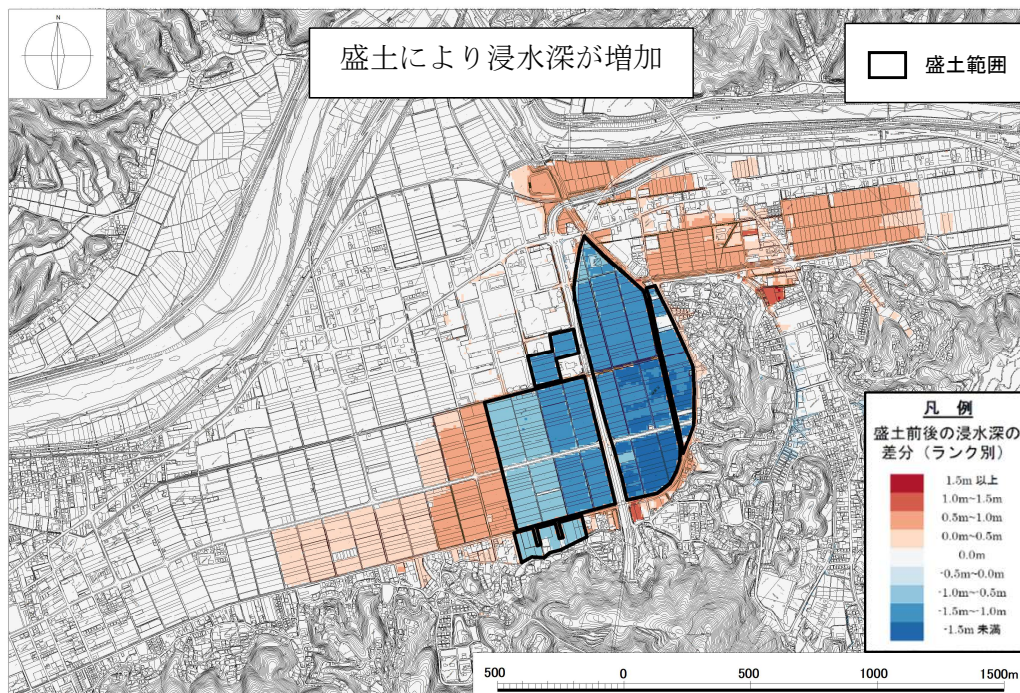 N
盛土により浸水深が増加
盛土範囲
凡 例
盛土前後の浸水深の
差分（ランク別）
1.5m 以上
1.0m~1.5m
0.5m~1.0m
0.0m~0.5m
0.0m
-0.5m~0.0m
-1.0m~-0.5m
-1.5m~-1.0m
-1.5m 未満
500 0 500 1000 1500m